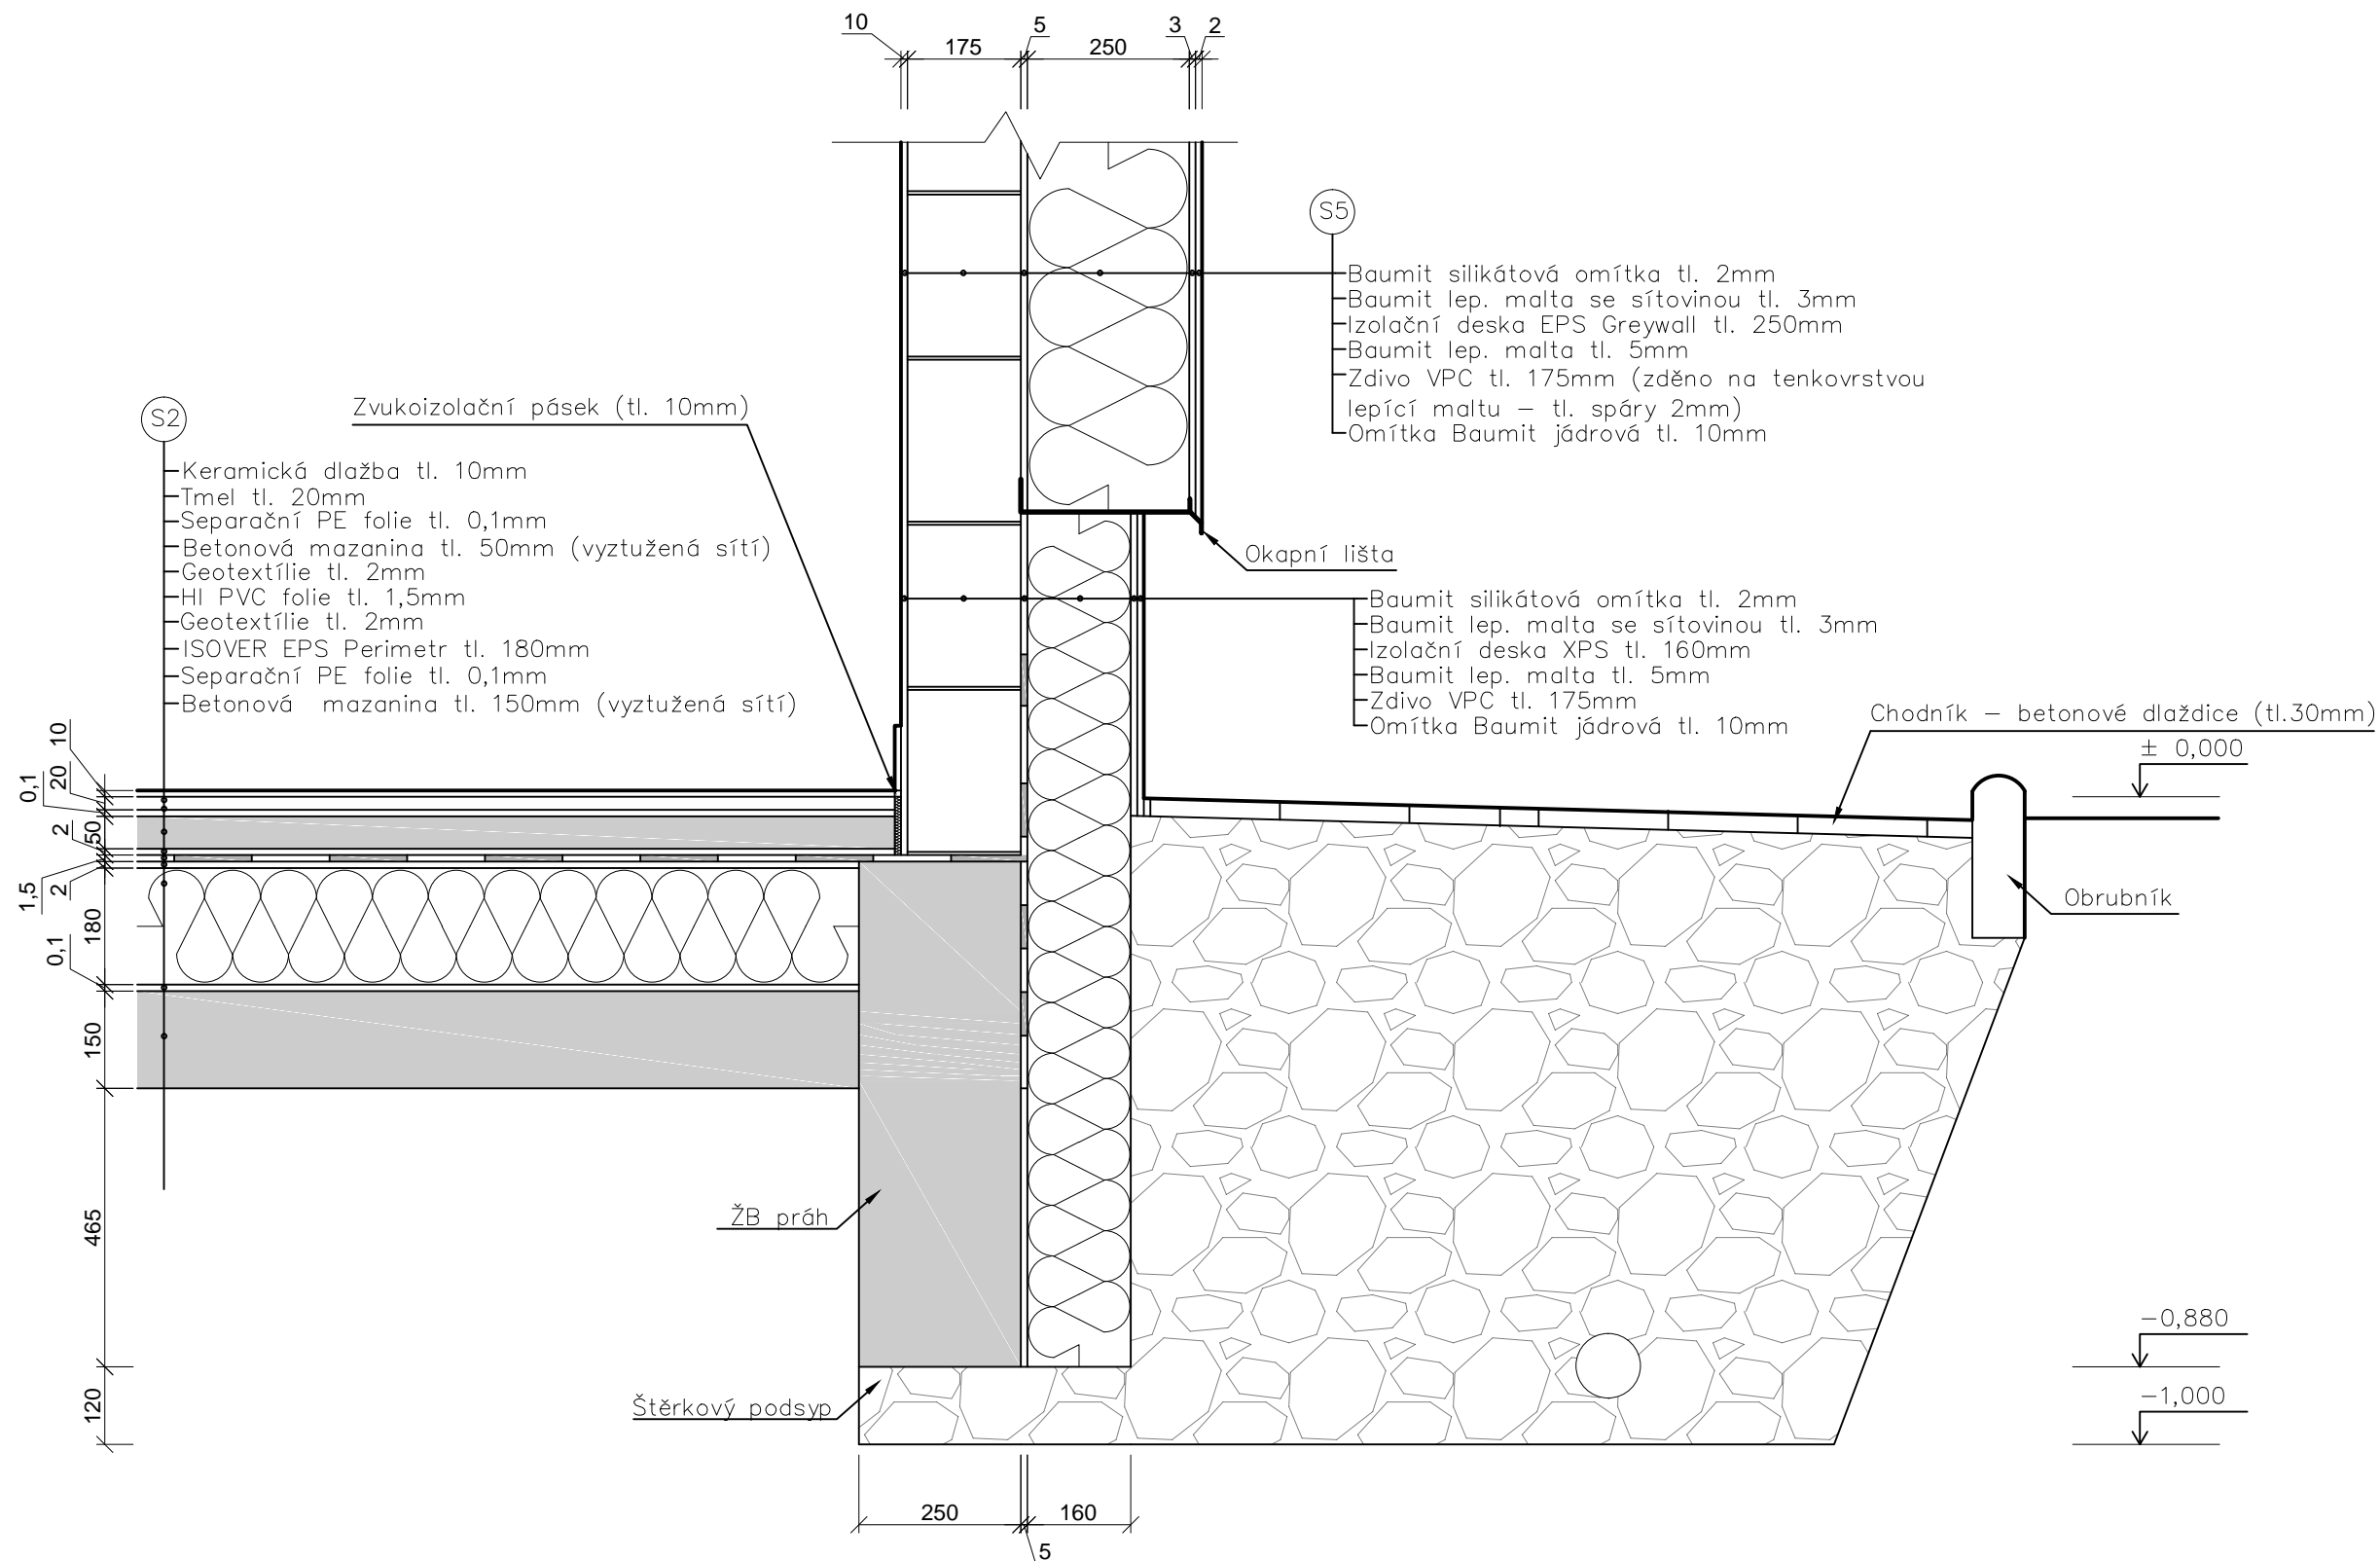 10
175
5
250
3
2
S5
Baumit silikátová omítka tl. 2mm
Baumit lep. malta se sítovinou tl. 3mm
Izolační deska EPS Greywall tl. 250mm
Baumit lep. malta tl. 5mm
Zdivo VPC tl. 175mm (zděno na tenkovrstvou
lepící maltu – tl. spáry 2mm)
Omítka Baumit jádrová tl. 10mm
Zvukoizolační pásek (tl. 10mm)
S2
Keramická dlažba tl. 10mm
Tmel tl. 20mm
Separační PE folie tl. 0,1mm
Betonová mazanina tl. 50mm (vyztužená sítí)
Geotextílie tl. 2mm
HI PVC folie tl. 1,5mm
Geotextílie tl. 2mm
ISOVER EPS Perimetr tl. 180mm
Separační PE folie tl. 0,1mm
Betonová mazanina tl. 150mm (vyztužená sítí)
Okapní lišta
Baumit silikátová omítka tl. 2mm
Baumit lep. malta se sítovinou tl. 3mm
Izolační deska XPS tl. 160mm
Baumit lep. malta tl. 5mm
Zdivo VPC tl. 175mm
Omítka Baumit jádrová tl. 10mm
Chodník – betonové dlaždice (tl.30mm)
± 0,000
Obrubník
10
20
0,1
50
2
1,5
2
180
0,1
150
465
120
ŽB práh
Štěrkový podsyp
-0,880
-1,000
250
5
160